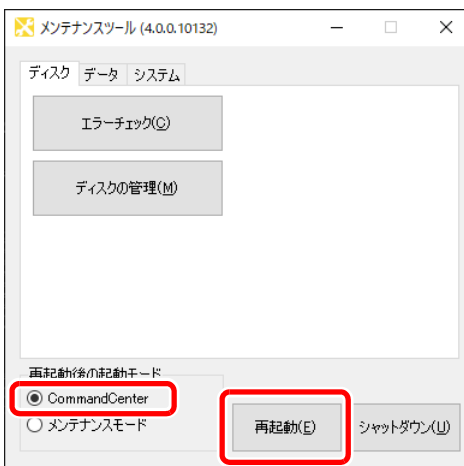 メンテナンスツール (4.0.0.10132)
ディスク データ システム
エラーチェック(C)
ディスクの管理(M)
再起動後の起動モード
CommandCenter
メンテナンスモード
再起動(E)
シャットダウン(U)